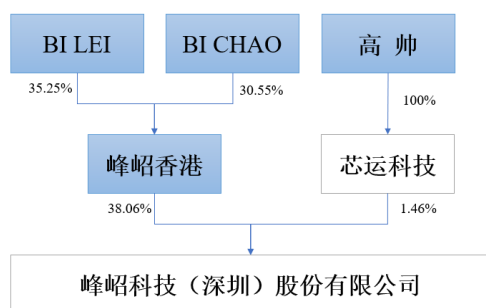 BI LEI
BI CHAO
高 帅
35.25%
30.55%
100%
峰岹香港
芯运科技
38.06%
1.46%
峰岹科技（深圳）股份有限公司